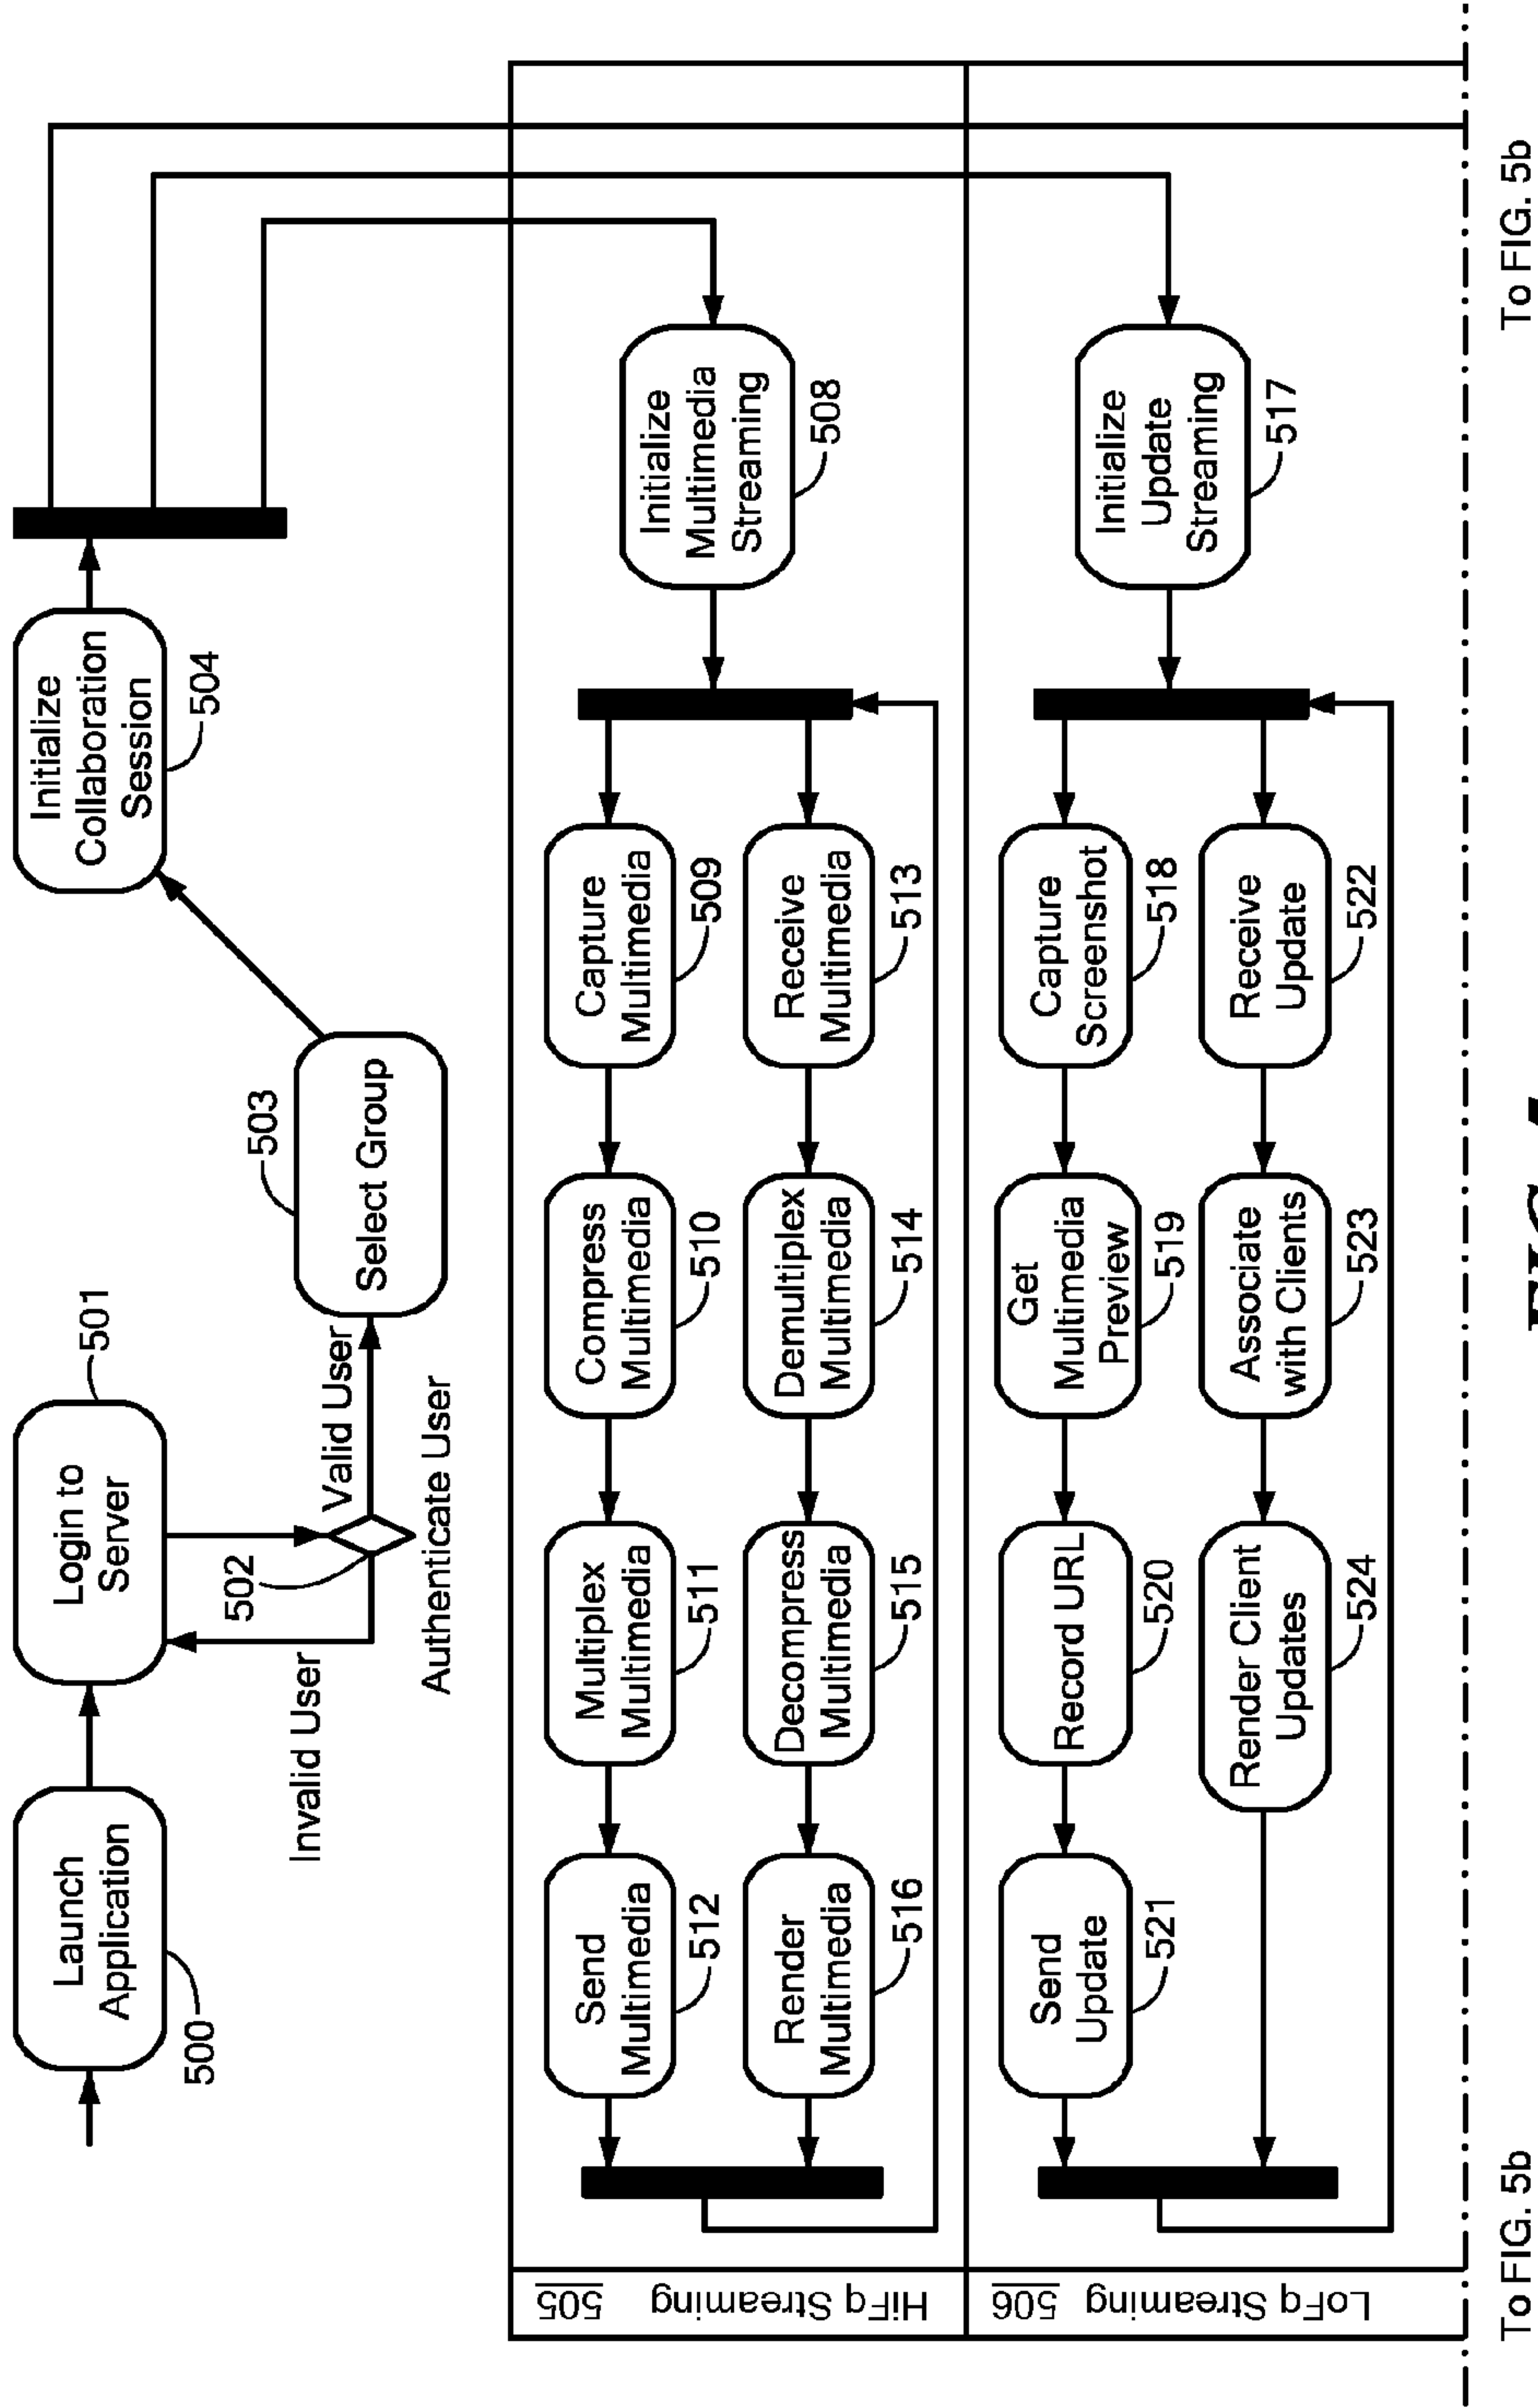 Launch
Application
500
Login to
Server
501
502
Invalid User
Valid User
Authenticate User
503
Select Group
Initialize
Collaboration
Session
504
HiFq Streaming
505
Send
Multimedia
512
Multiplex
Multimedia
511
Compress
Multimedia
510
Capture
Multimedia
509
Initialize
Multimedia
Streaming
508
Render
Multimedia
516
Decompress
Multimedia
515
Demultiplex
Multimedia
514
Receive
Multimedia
513
LoFq Streaming
506
Send
Update
521
Record URL
520
Get
Multimedia
Preview
519
Capture
Screenshot
518
Initialize
Update
Streaming
517
Render Client
Updates
524
Associate
with Clients
523
Receive
Update
522
To FIG. 5b
To FIG. 5b